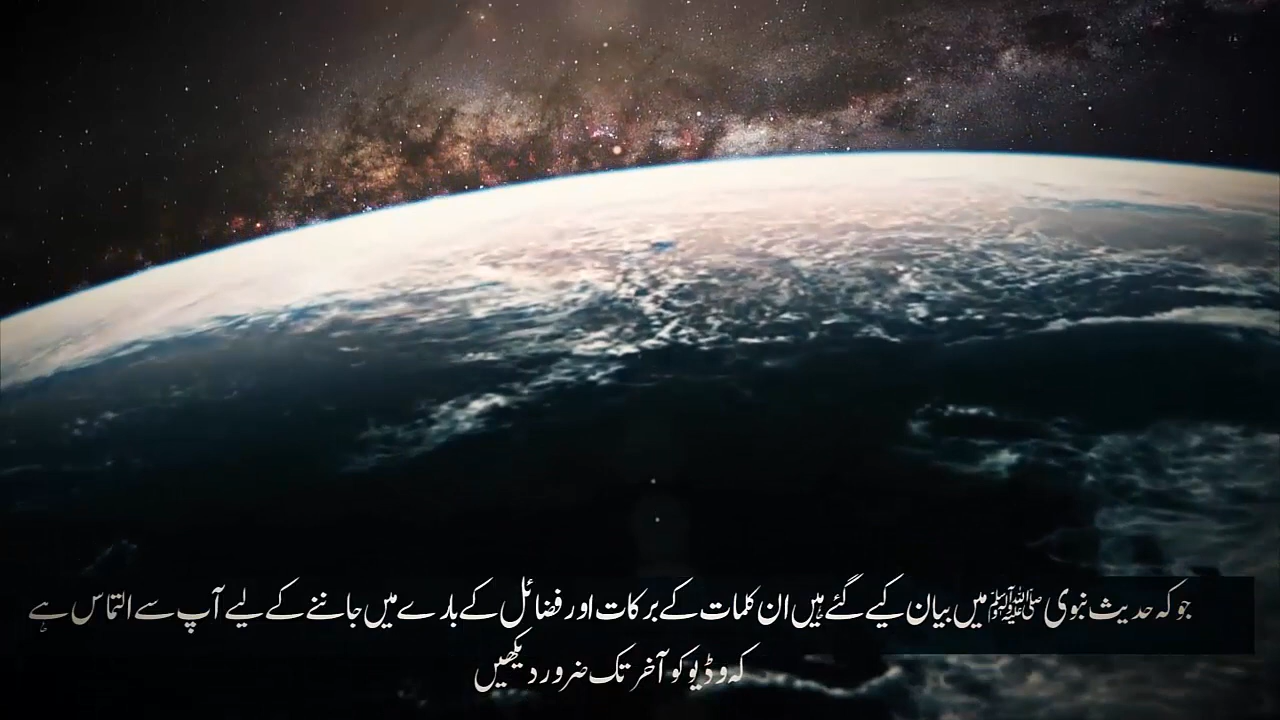 جو کہ حدیث نبوی ﷺ میں بیان کیے گئے ہیں ان کلمات کے برکات اور فضائل کے بارے میں جاننے کے لیے آپ سے التماس ہے
کہ وڈیو کو آخر تک ضرور دیکھیں